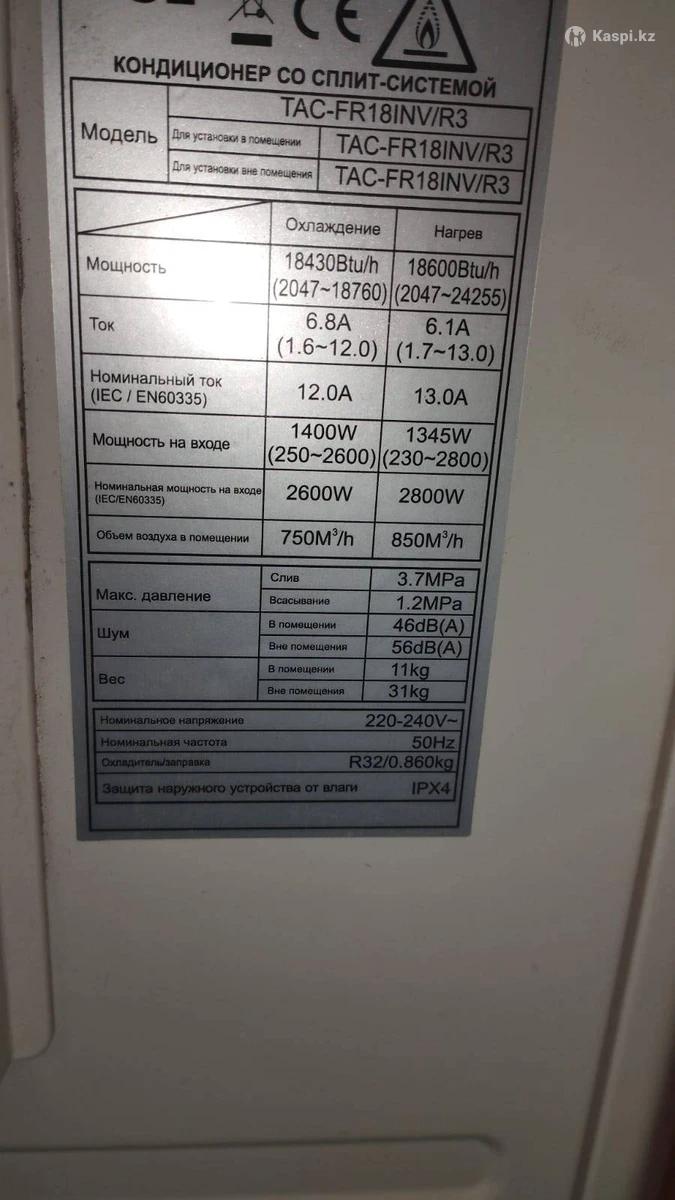 Kaspi.kz
CE
КОНДИЦИОНЕР СО СПЛИТ-СИСТЕМОЙ
Модель
TAC-FR18INV/R3
Для установки в помещении TAC-FR18INV/R3
Для установки вне помещения TAC-FR18INV/R3
Охлаждение Нагрев
Мощность 18430Btu/h (2047~18760) 18600Btu/h (2047~24255)
Ток 6.8A (1.6~12.0) 6.1A (1.7~13.0)
Номинальный ток (IEC / EN60335) 12.0A 13.0A
Мощность на входе 1400W (250~2600) 1345W (230~2800)
Номинальная мощность на входе (IEC/EN60335) 2600W 2800W
Объем воздуха в помещении 750M³/h 850M³/h
Макс. давление Слив 3.7MPa
Всасывание 1.2MPa
Шум В помещении 46dB(A)
Вне помещения 56dB(A)
Вес В помещении 11kg
Вне помещения 31kg
Номинальное напряжение 220-240V~
Номинальная частота 50Hz
Охладитель/заправка R32/0.860kg
Защита наружного устройства от влаги IPX4